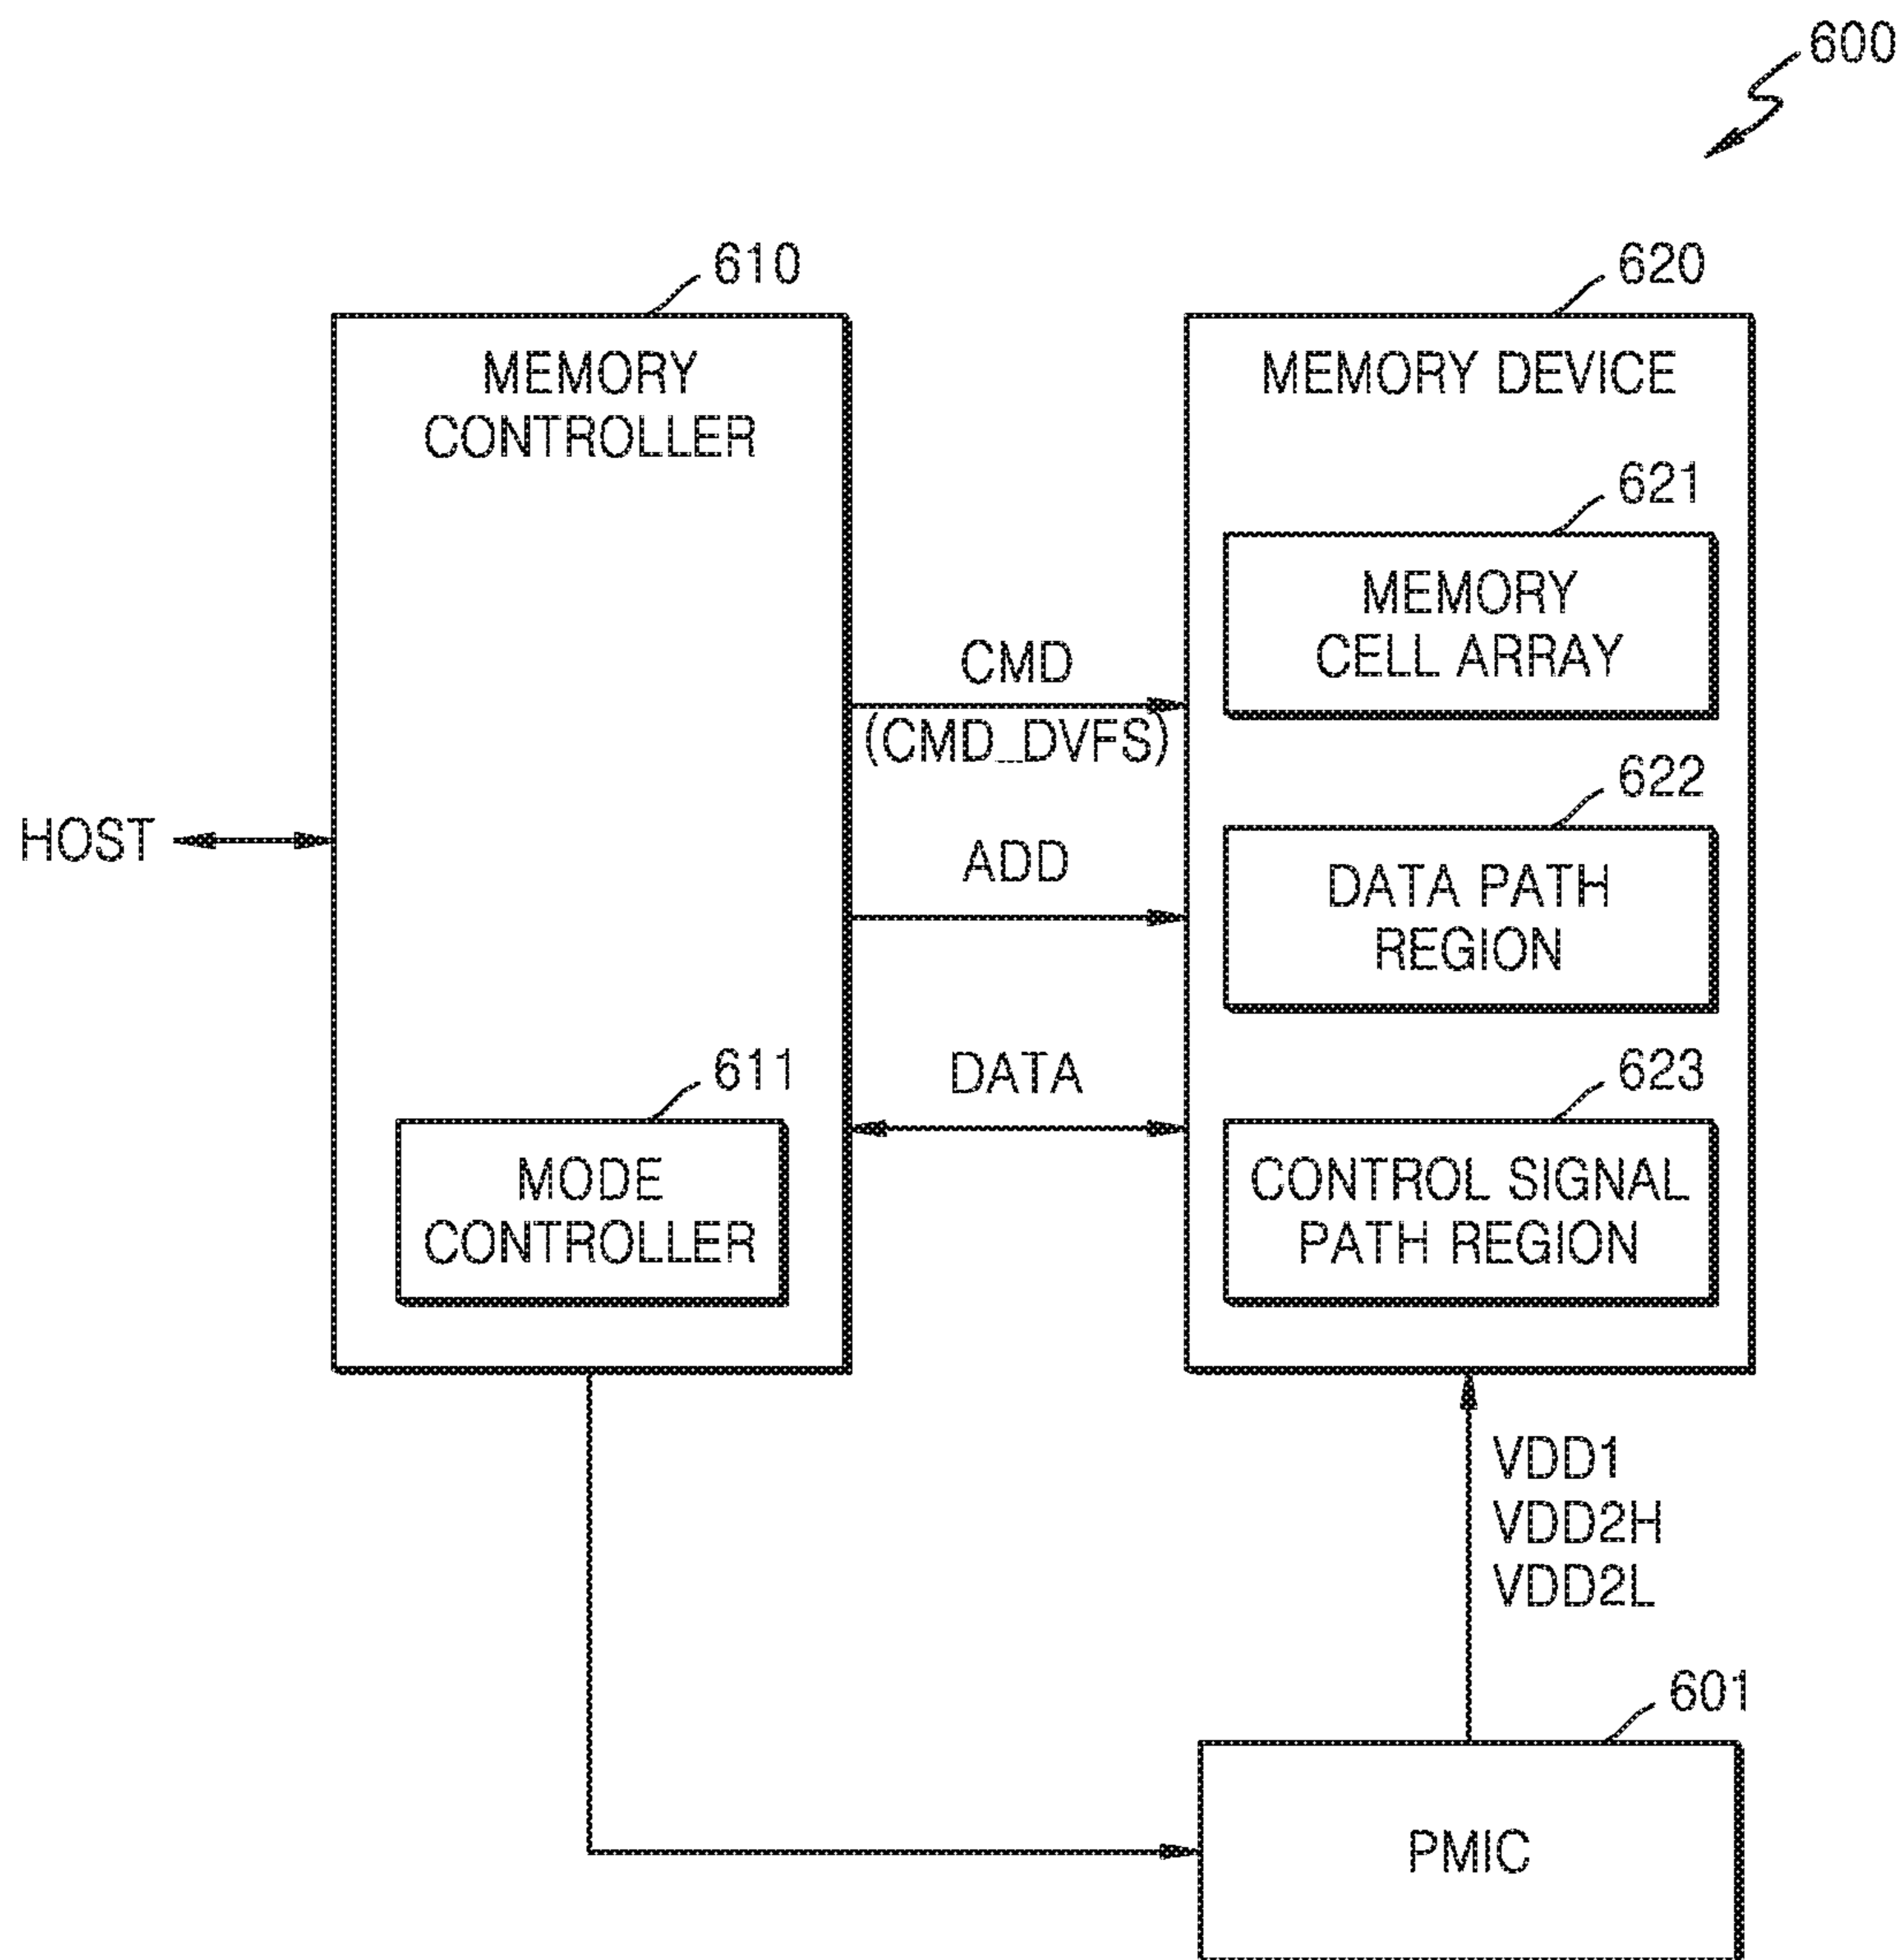 600
610
620
MEMORY
CONTROLLER
MEMORY DEVICE
621
MEMORY
CELL ARRAY
CMD
(CMD_DVFS)
622
HOST
ADD
DATA PATH
REGION
611
DATA
623
MODE
CONTROLLER
CONTROL SIGNAL
PATH REGION
VDD1
VDD2H
VDD2L
601
PMIC